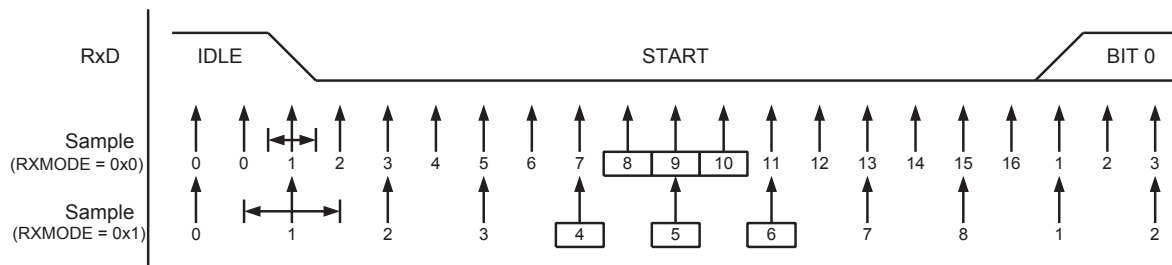 RxD IDLE START BIT 0
Sample
(RXMODE = 0x0)
0 0 1 2 3 4 5 6 7 8 9 10 11 12 13 14 15 16 1 2 3
Sample
(RXMODE = 0x1)
0 1 2 3 4 5 6 7 8 1 2